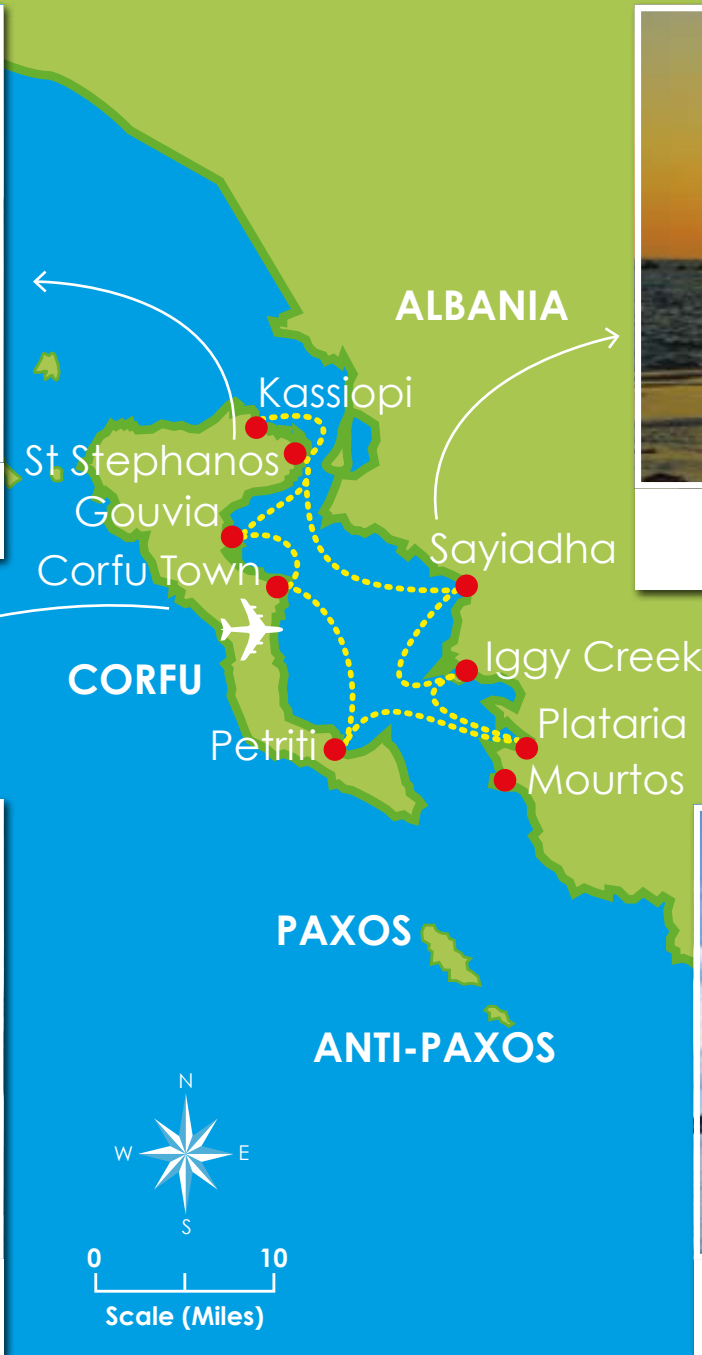 ALBANIA
Kassiopi
St Stephanos
Gouvia
Sayiadha
Corfu Town
Iggy Creek
CORFU
Plataria
Petriti
Mourtos
PAXOS
ANTI-PAXOS
N
W E
S
0 10
Scale (Miles)